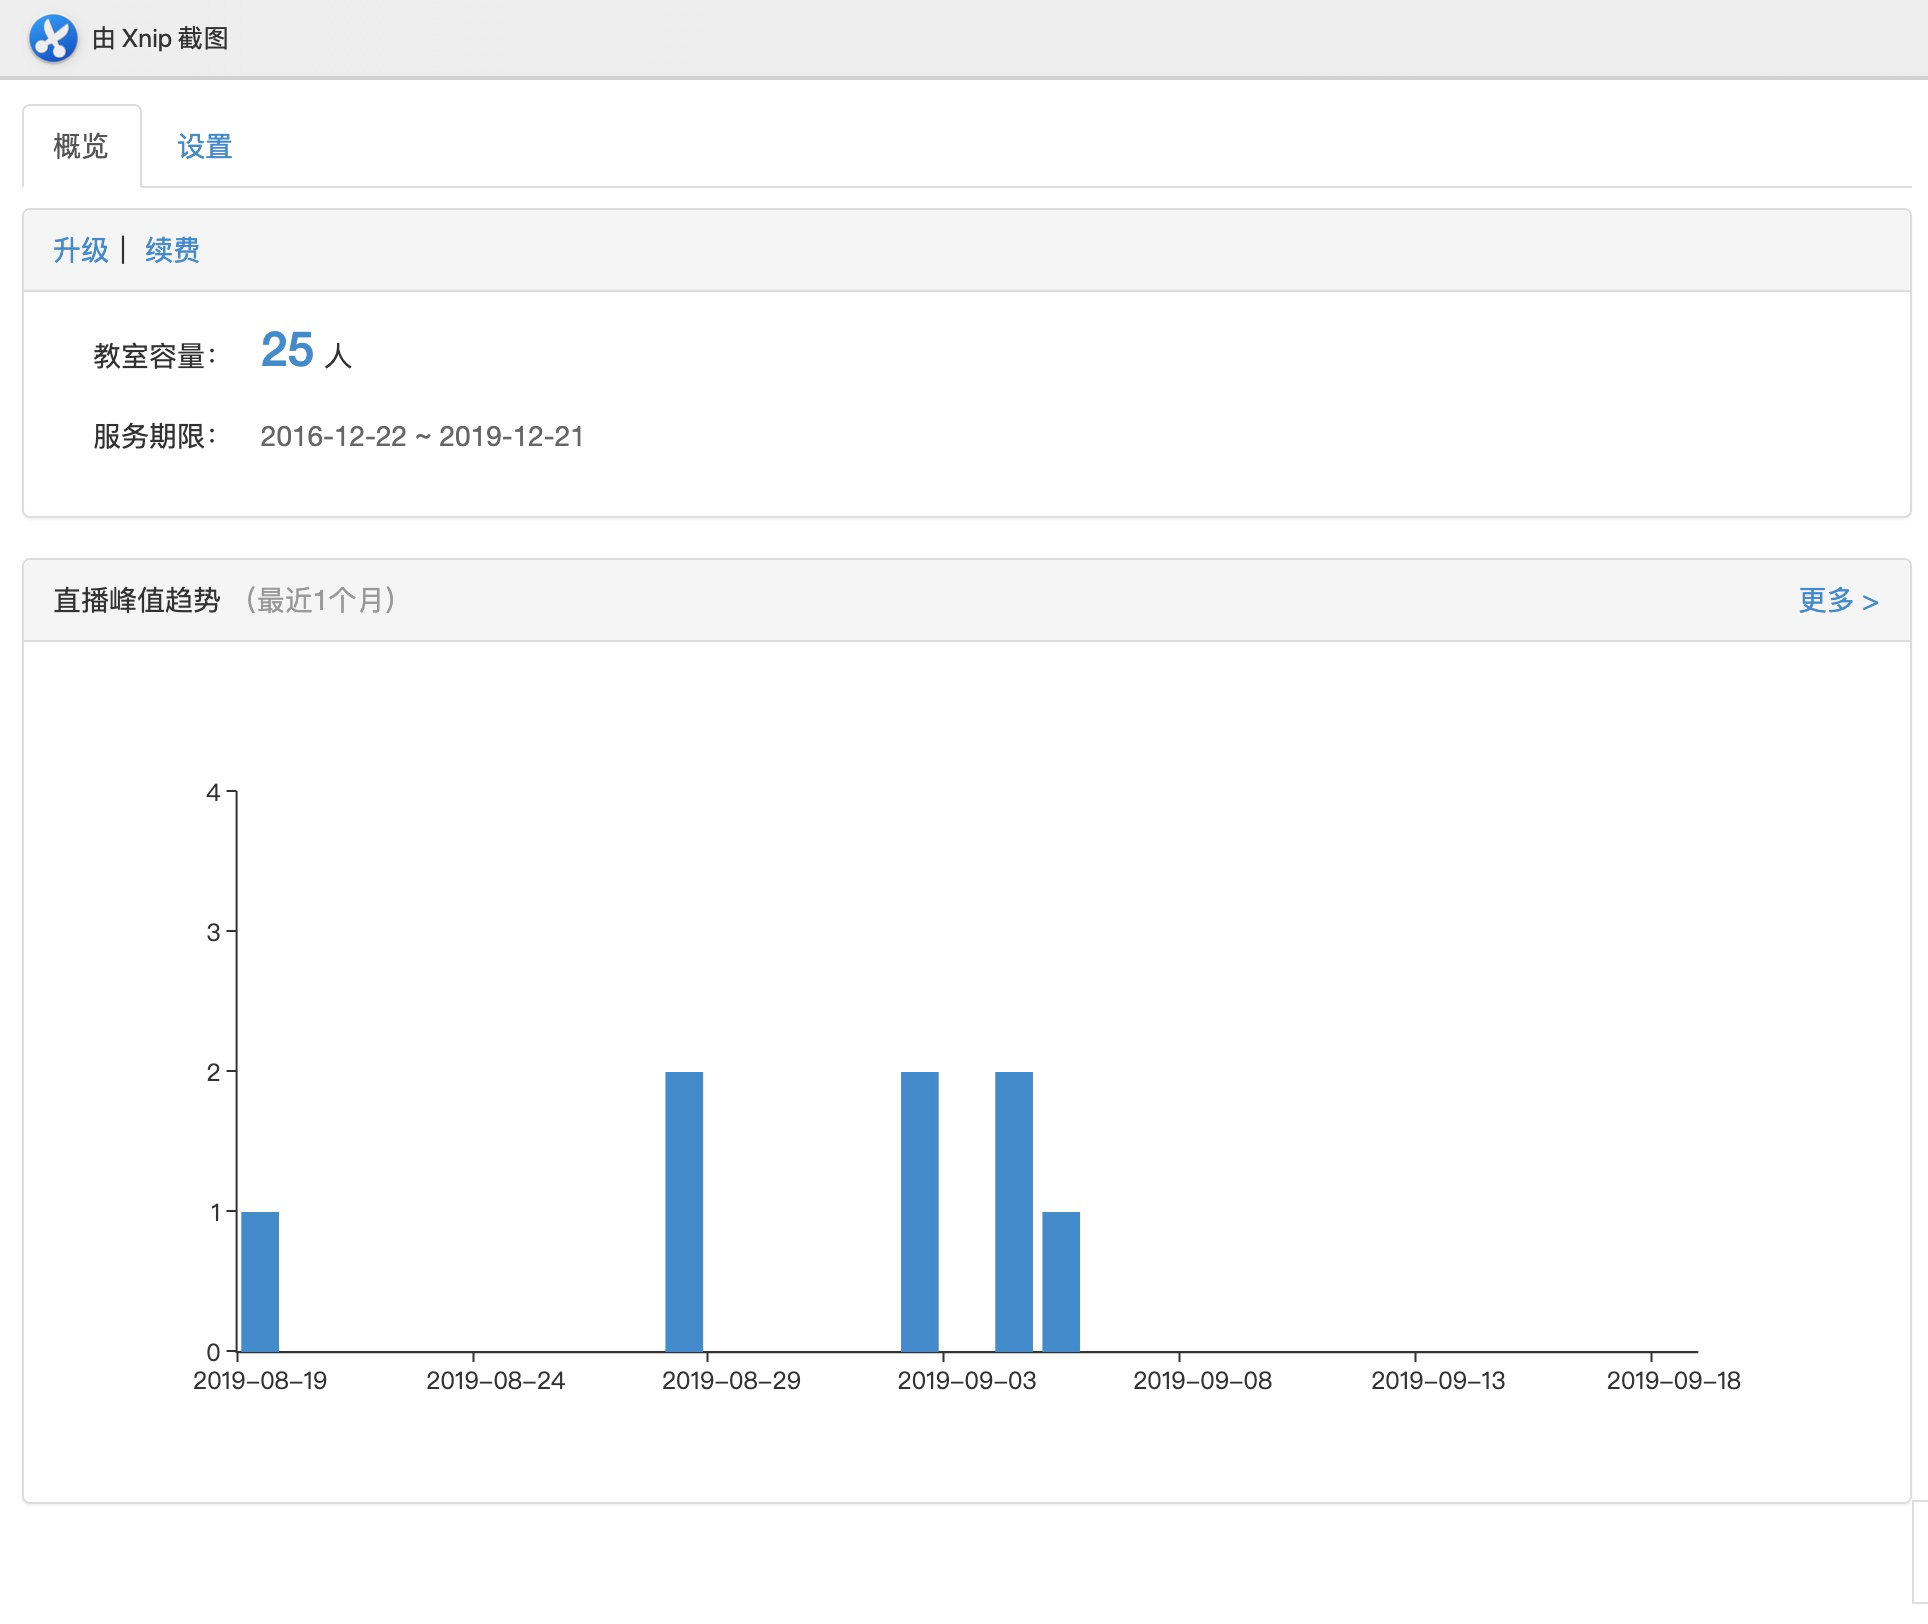 由 Xnip 截图
概览 设置
升级 | 续费
教室容量： 25 人
服务期限： 2016-12-22 ~ 2019-12-21
直播峰值趋势 （最近1个月） 更多 >
4
3
2
1
0
2019-08-19 2019-08-24 2019-08-29 2019-09-03 2019-09-08 2019-09-13 2019-09-18